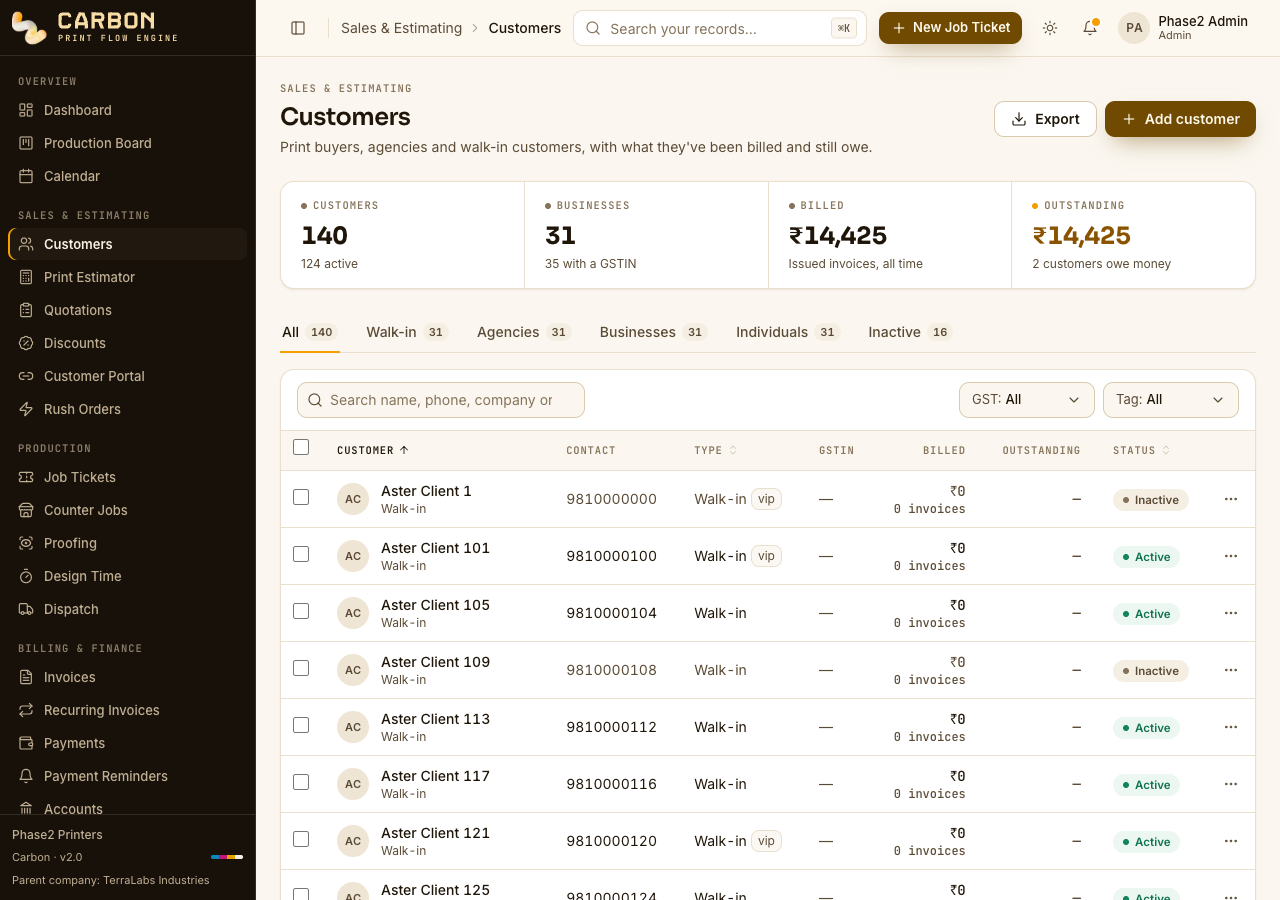 CARBON
PRINT FLOW ENGINE
OVERVIEW
Dashboard
Production Board
Calendar
SALES & ESTIMATING
Customers
Print Estimator
Quotations
Discounts
Customer Portal
Rush Orders
PRODUCTION
Job Tickets
Counter Jobs
Proofing
Design Time
Dispatch
BILLING & FINANCE
Invoices
Recurring Invoices
Payments
Payment Reminders
Accounts
Phase2 Printers
Carbon · v2.0
Parent company: TerraLabs Industries
Sales & Estimating > Customers
Search your records... ⌘K
+ New Job Ticket
PA
Phase2 Admin
Admin
SALES & ESTIMATING
Customers
Print buyers, agencies and walk-in customers, with what they've been billed and still owe.
Export
+ Add customer
CUSTOMERS
140
124 active
BUSINESSES
31
35 with a GSTIN
BILLED
₹14,425
Issued invoices, all time
OUTSTANDING
₹14,425
2 customers owe money
All 140 Walk-in 31 Agencies 31 Businesses 31 Individuals 31 Inactive 16
Search name, phone, company or
GST: All
Tag: All
CUSTOMER ↑ CONTACT TYPE GSTIN BILLED OUTSTANDING STATUS
AC Aster Client 1 9810000000 Walk-in vip — ₹0 — Inactive ···
Walk-in 0 invoices
AC Aster Client 101 9810000100 Walk-in vip — ₹0 — Active ···
Walk-in 0 invoices
AC Aster Client 105 9810000104 Walk-in — ₹0 — Active ···
Walk-in 0 invoices
AC Aster Client 109 9810000108 Walk-in — ₹0 — Inactive ···
Walk-in 0 invoices
AC Aster Client 113 9810000112 Walk-in — ₹0 — Active ···
Walk-in 0 invoices
AC Aster Client 117 9810000116 Walk-in — ₹0 — Active ···
Walk-in 0 invoices
AC Aster Client 121 9810000120 Walk-in vip — ₹0 — Active ···
Walk-in 0 invoices
AC Aster Client 125 9810000124 Walk-in — ₹0 — Active ···